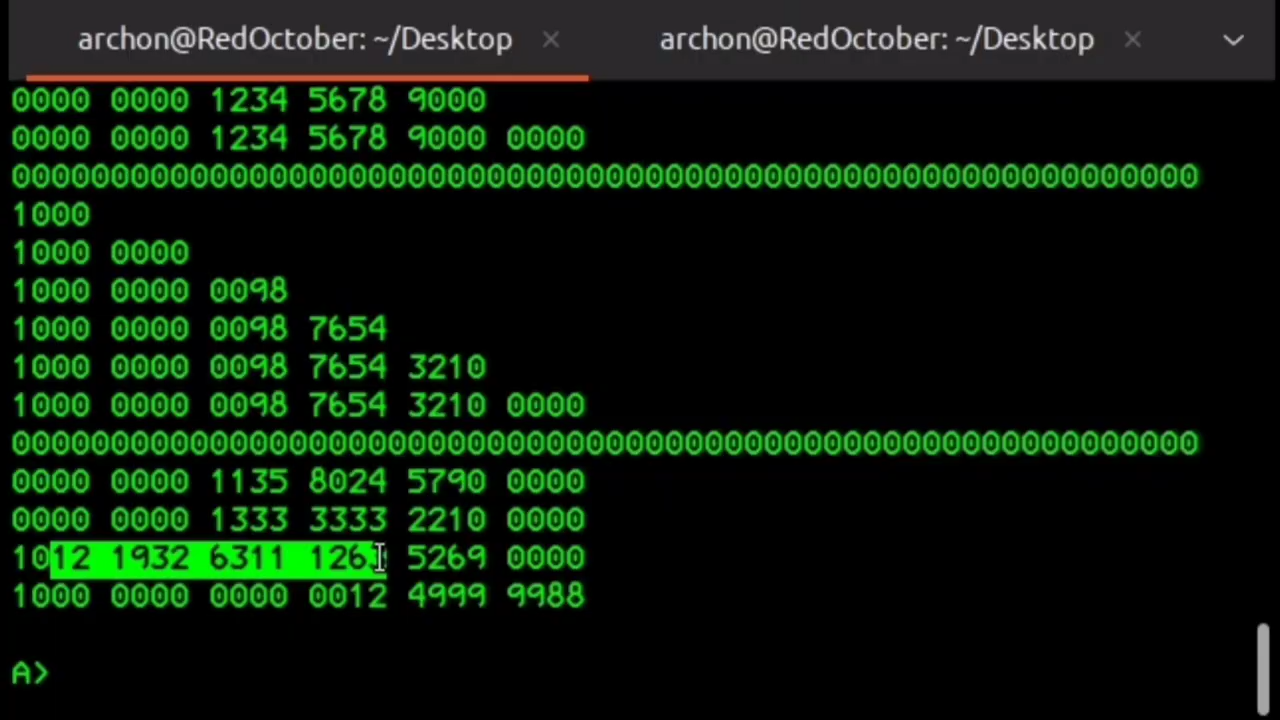 archon@RedOctober: ~/Desktop × archon@RedOctober: ~/Desktop ×
0000 0000 1234 5678 9000
0000 0000 1234 5678 9000 0000
000000000000000000000000000000000000000000000000000000000000
1000
1000 0000
1000 0000 0098
1000 0000 0098 7654
1000 0000 0098 7654 3210
1000 0000 0098 7654 3210 0000
000000000000000000000000000000000000000000000000000000000000
0000 0000 1135 8024 5790 0000
0000 0000 1333 3333 2210 0000
1012 1932 6311 1263 5269 0000
1000 0000 0000 0012 4999 9988
A>